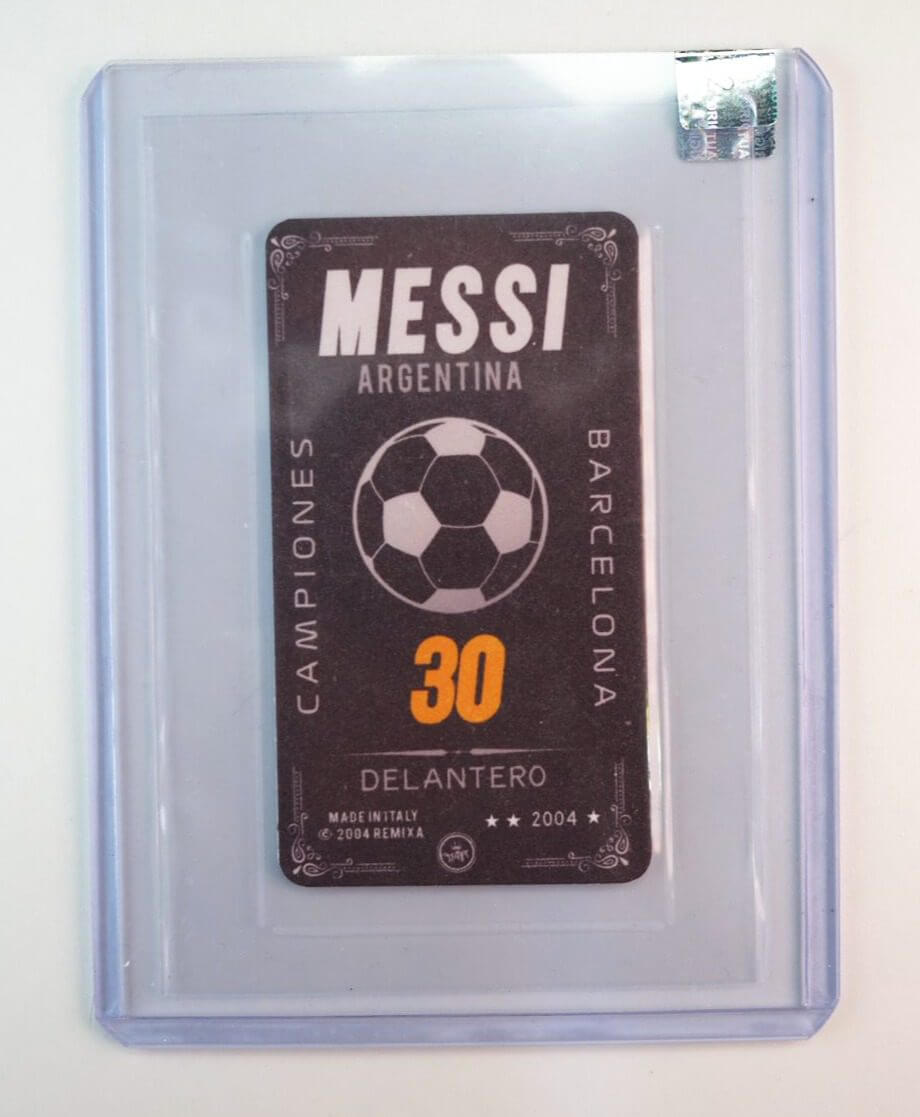 MESSI
ARGENTINA
CAMPIONES
BARCELONA
30
DELANTERO
MADE IN ITALY
© 2004 REMIXA
★★ 2004 ★